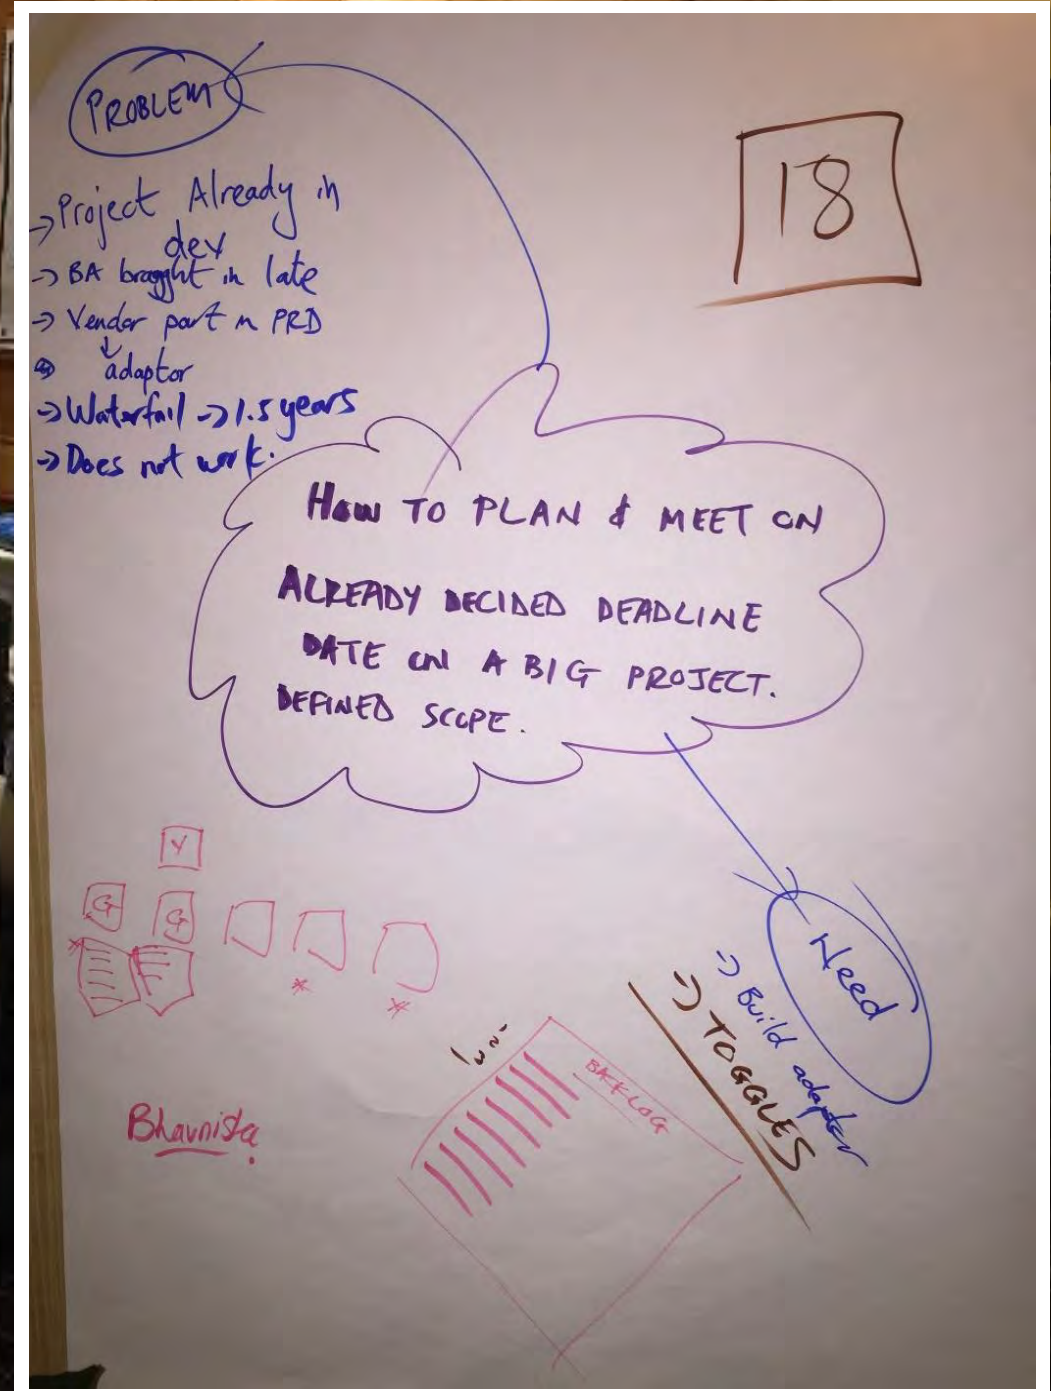 PROBLEM
18
→ Project Already in
dev
→ BA bragght in late
→ Vendor part in PRD
↓
→ adaptor
→ Waterfall → 1.5 years
→ Does not work.
HOW TO PLAN & MEET ON
ALREADY DECIDED DEADLINE
DATE ON A BIG PROJECT.
DEFINED SCOPE.
Y
G
G
Need
→ Build adapter
→ TOGGLES
BACKLOG
Bhavnista